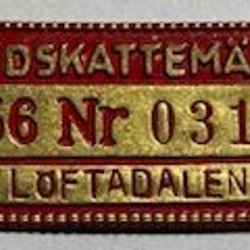 DSKATTEMÄ
56 Nr 031
LÖFTADALEN